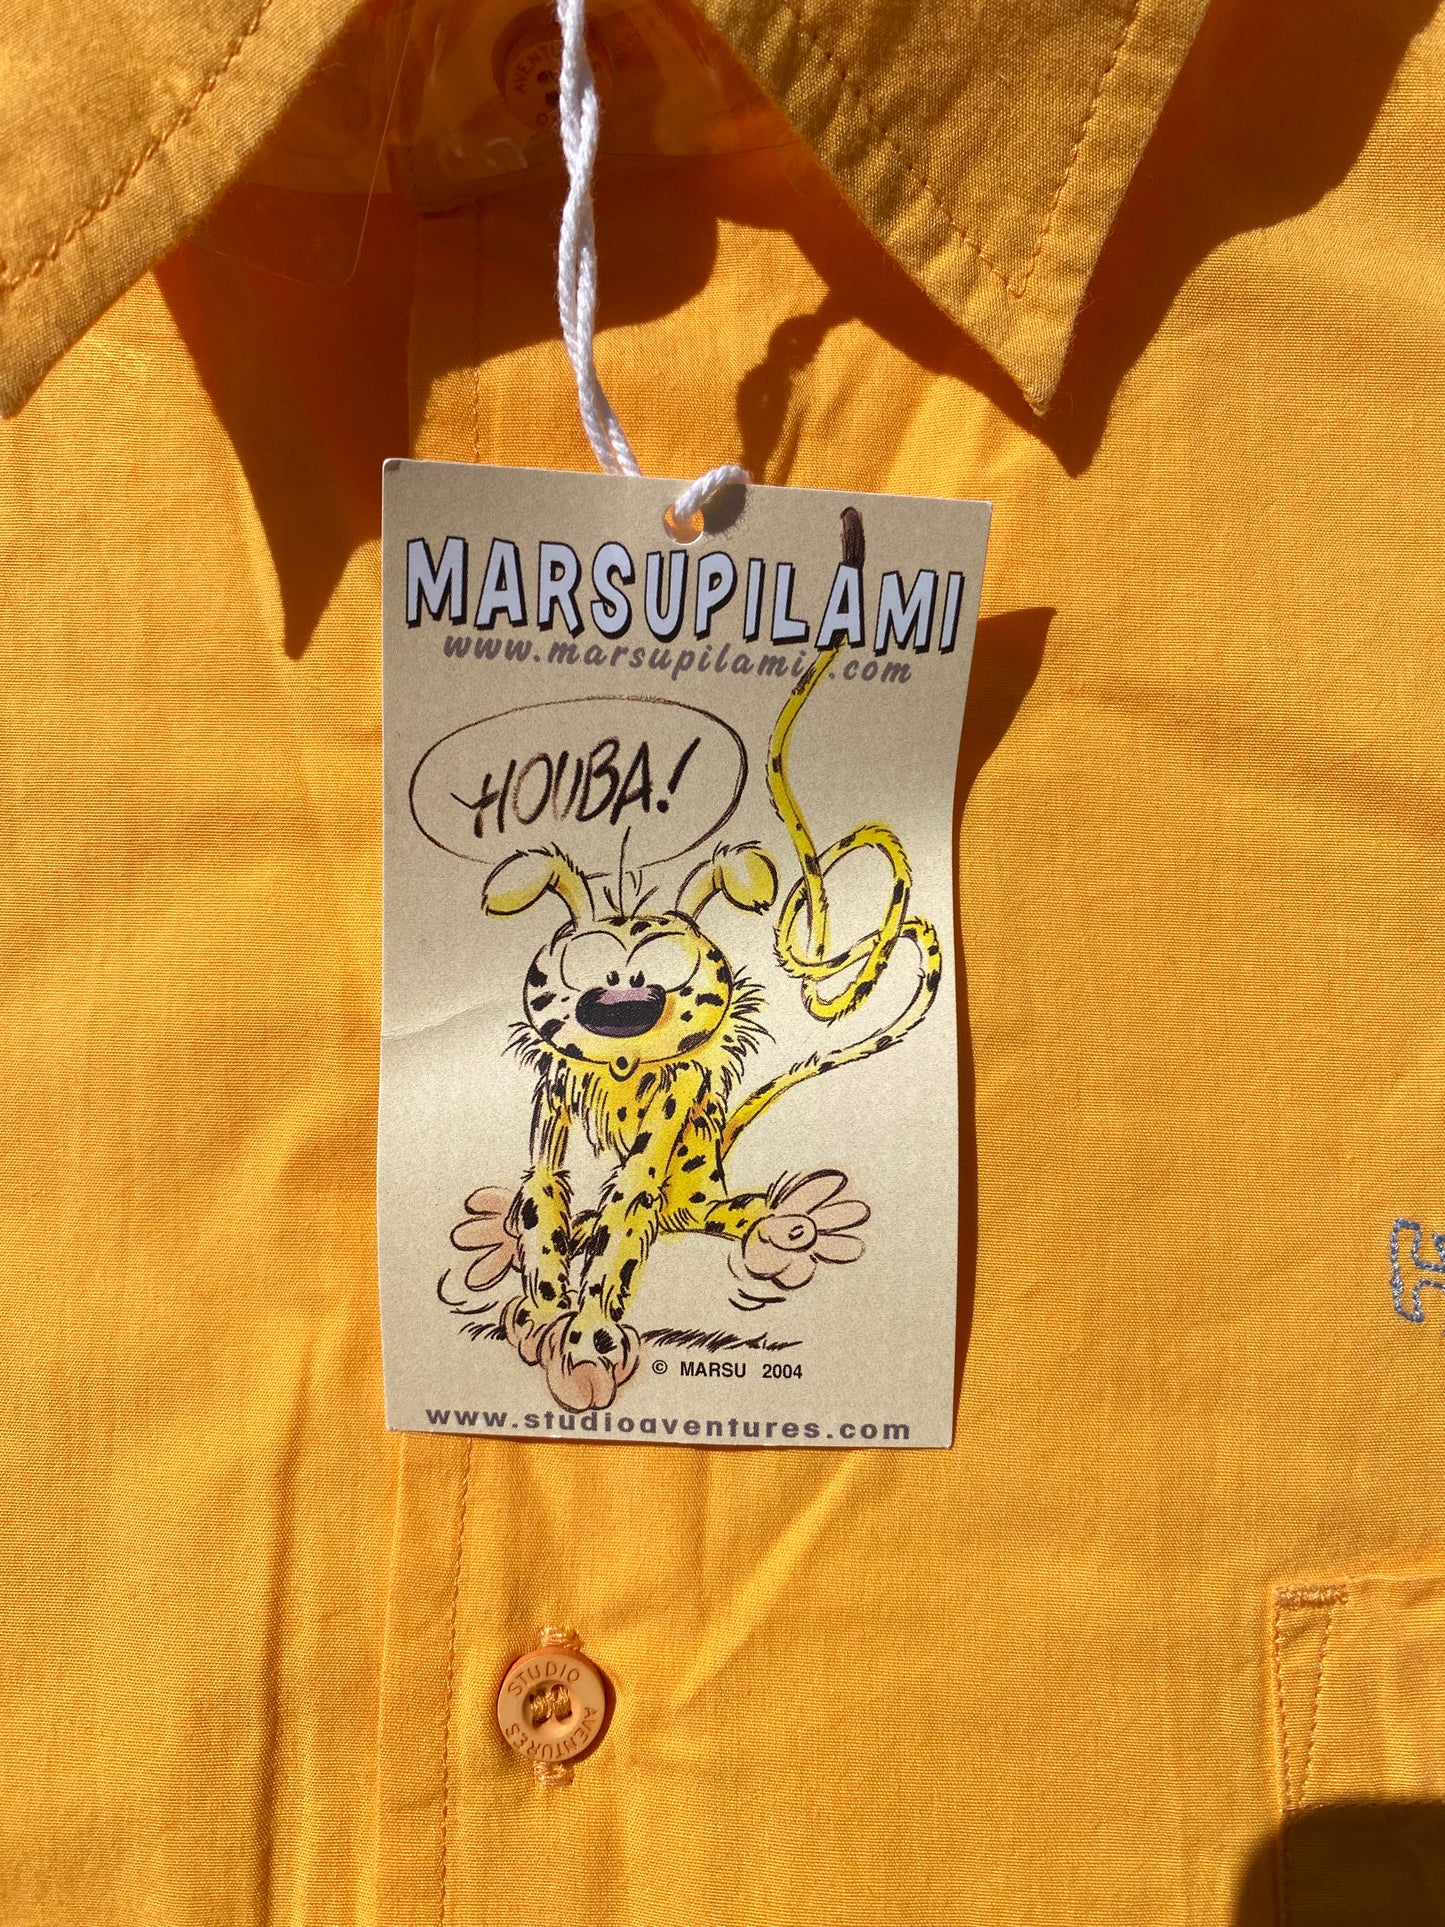 MARSUPILAMI
www.marsupilami.com
HOUBA!
© MARSU 2004
www.studioaventures.com
STUDIO
AVENTURES